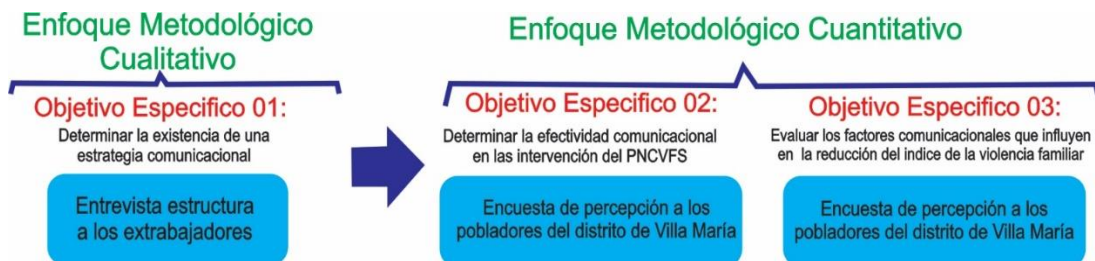 Enfoque Metodológico
Cualitativo
Objetivo Especifico 01:
Determinar la existencia de una
estrategia comunicacional
Entrevista estructura
a los extrabajadores
Enfoque Metodológico Cuantitativo
Objetivo Especifico 02:
Determinar la efectividad comunicacional
en las intervención del PNCVFS
Encuesta de percepción a los
pobladores del distrito de Villa María
Objetivo Especifico 03:
Evaluar los factores comunicacionales que influyen
en la reducción del indice de la violencia familiar
Encuesta de percepción a los
pobladores del distrito de Villa María